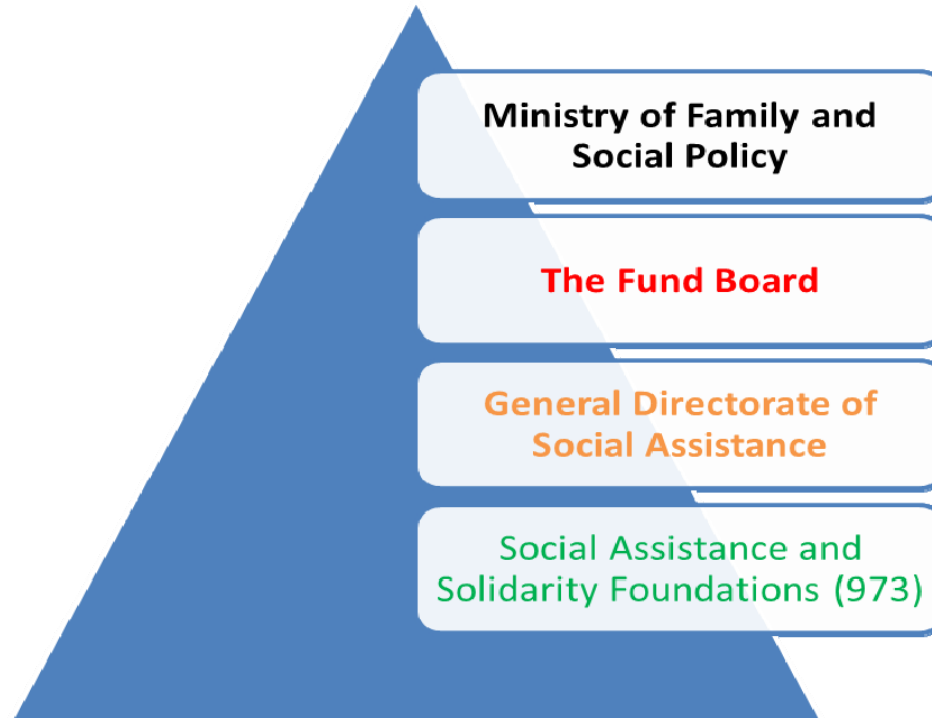 Ministry of Family and
Social Policy
The Fund Board
General Directorate of
Social Assistance
Social Assistance and
Solidarity Foundations (973)